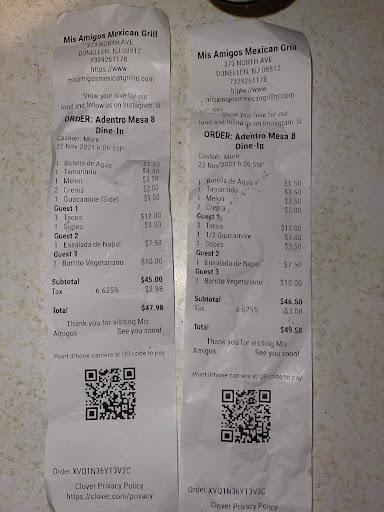 Mis Amigos Mexican Grill
373 NORTH AVE
DUNELLEN, NJ 08812
7329261178
https://www
.misamigosmexicangrillnj.com
Show your love for our
food and follow us on Instagram :D
ORDER: Adentro Mesa 8
Dine-In
Cashier: More
22 Nov 2021 6:06:55P
1 Botella de Agua $1.50
1 Tamarindo $3.50
1 Melon $3.50
2 Crema $2.00
1 Guacamole (Side) $1.50
Guest 1
3 Tacos $12.00
1 Sopes $3.50
Guest 2
1 Ensalada de Nopal $7.50
Guest 3
1 Burrito Vegetariano $10.00
Subtotal $45.00
Tax 6.625% $2.98
Total $47.98
Thank you for visiting Mis
Amigos See you soon!
Point iPhone camera at QR code to pay
Order XVQ1N36YT3V2C
Clover Privacy Policy
https://clover.com/privacy
Mis Amigos Mexican Grill
373 NORTH AVE
DUNELLEN, NJ 08812
7329261178
https://www
.misamigosmexicangrillnj.com
Show your love for our
food and follow us on Instagram :D
ORDER: Adentro Mesa 8
Dine-In
Cashier: More
22 Nov 2021 6:06:55P
1 Botella de Agua $1.50
1 Tamarindo $3.50
1 Melon $3.50
2 Crema $2.00
Guest 1
3 Tacos $12.00
1 1/2 Guacamole $3.00
1 Sopes $3.50
Guest 2
1 Ensalada de Nopal $7.50
Guest 3
1 Burrito Vegetariano $10.00
Subtotal $46.50
Tax 6.625% $3.08
Total $49.58
Thank you for visiting Mis
Amigos See you soon!
Point iPhone camera at QR code to pay
Order XVQ1N36YT3V2C
Clover Privacy Policy